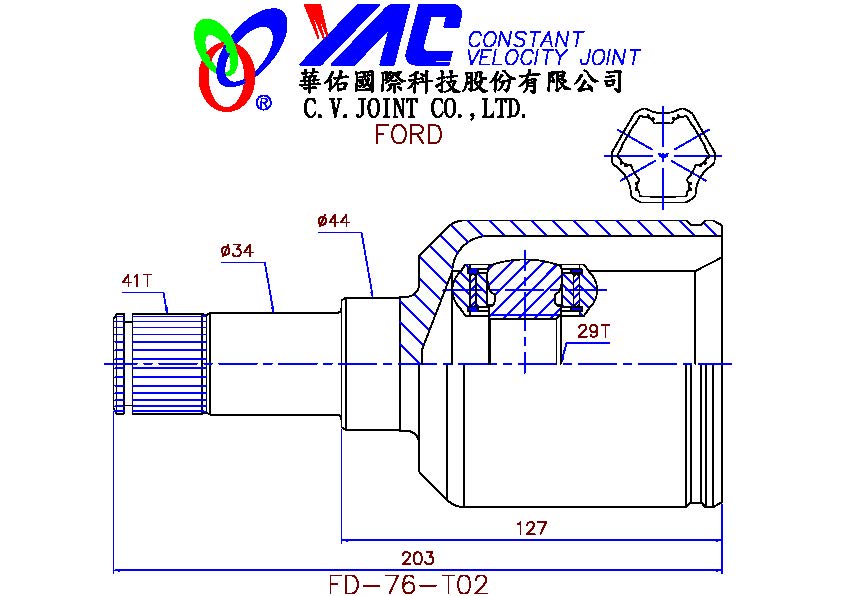 YAC
CONSTANT
VELOCITY JOINT
®
華佑國際科技股份有限公司
C.V.JOINT CO.,LTD.
FORD
ø44
ø34
41T
29T
127
203
FD-76-T02